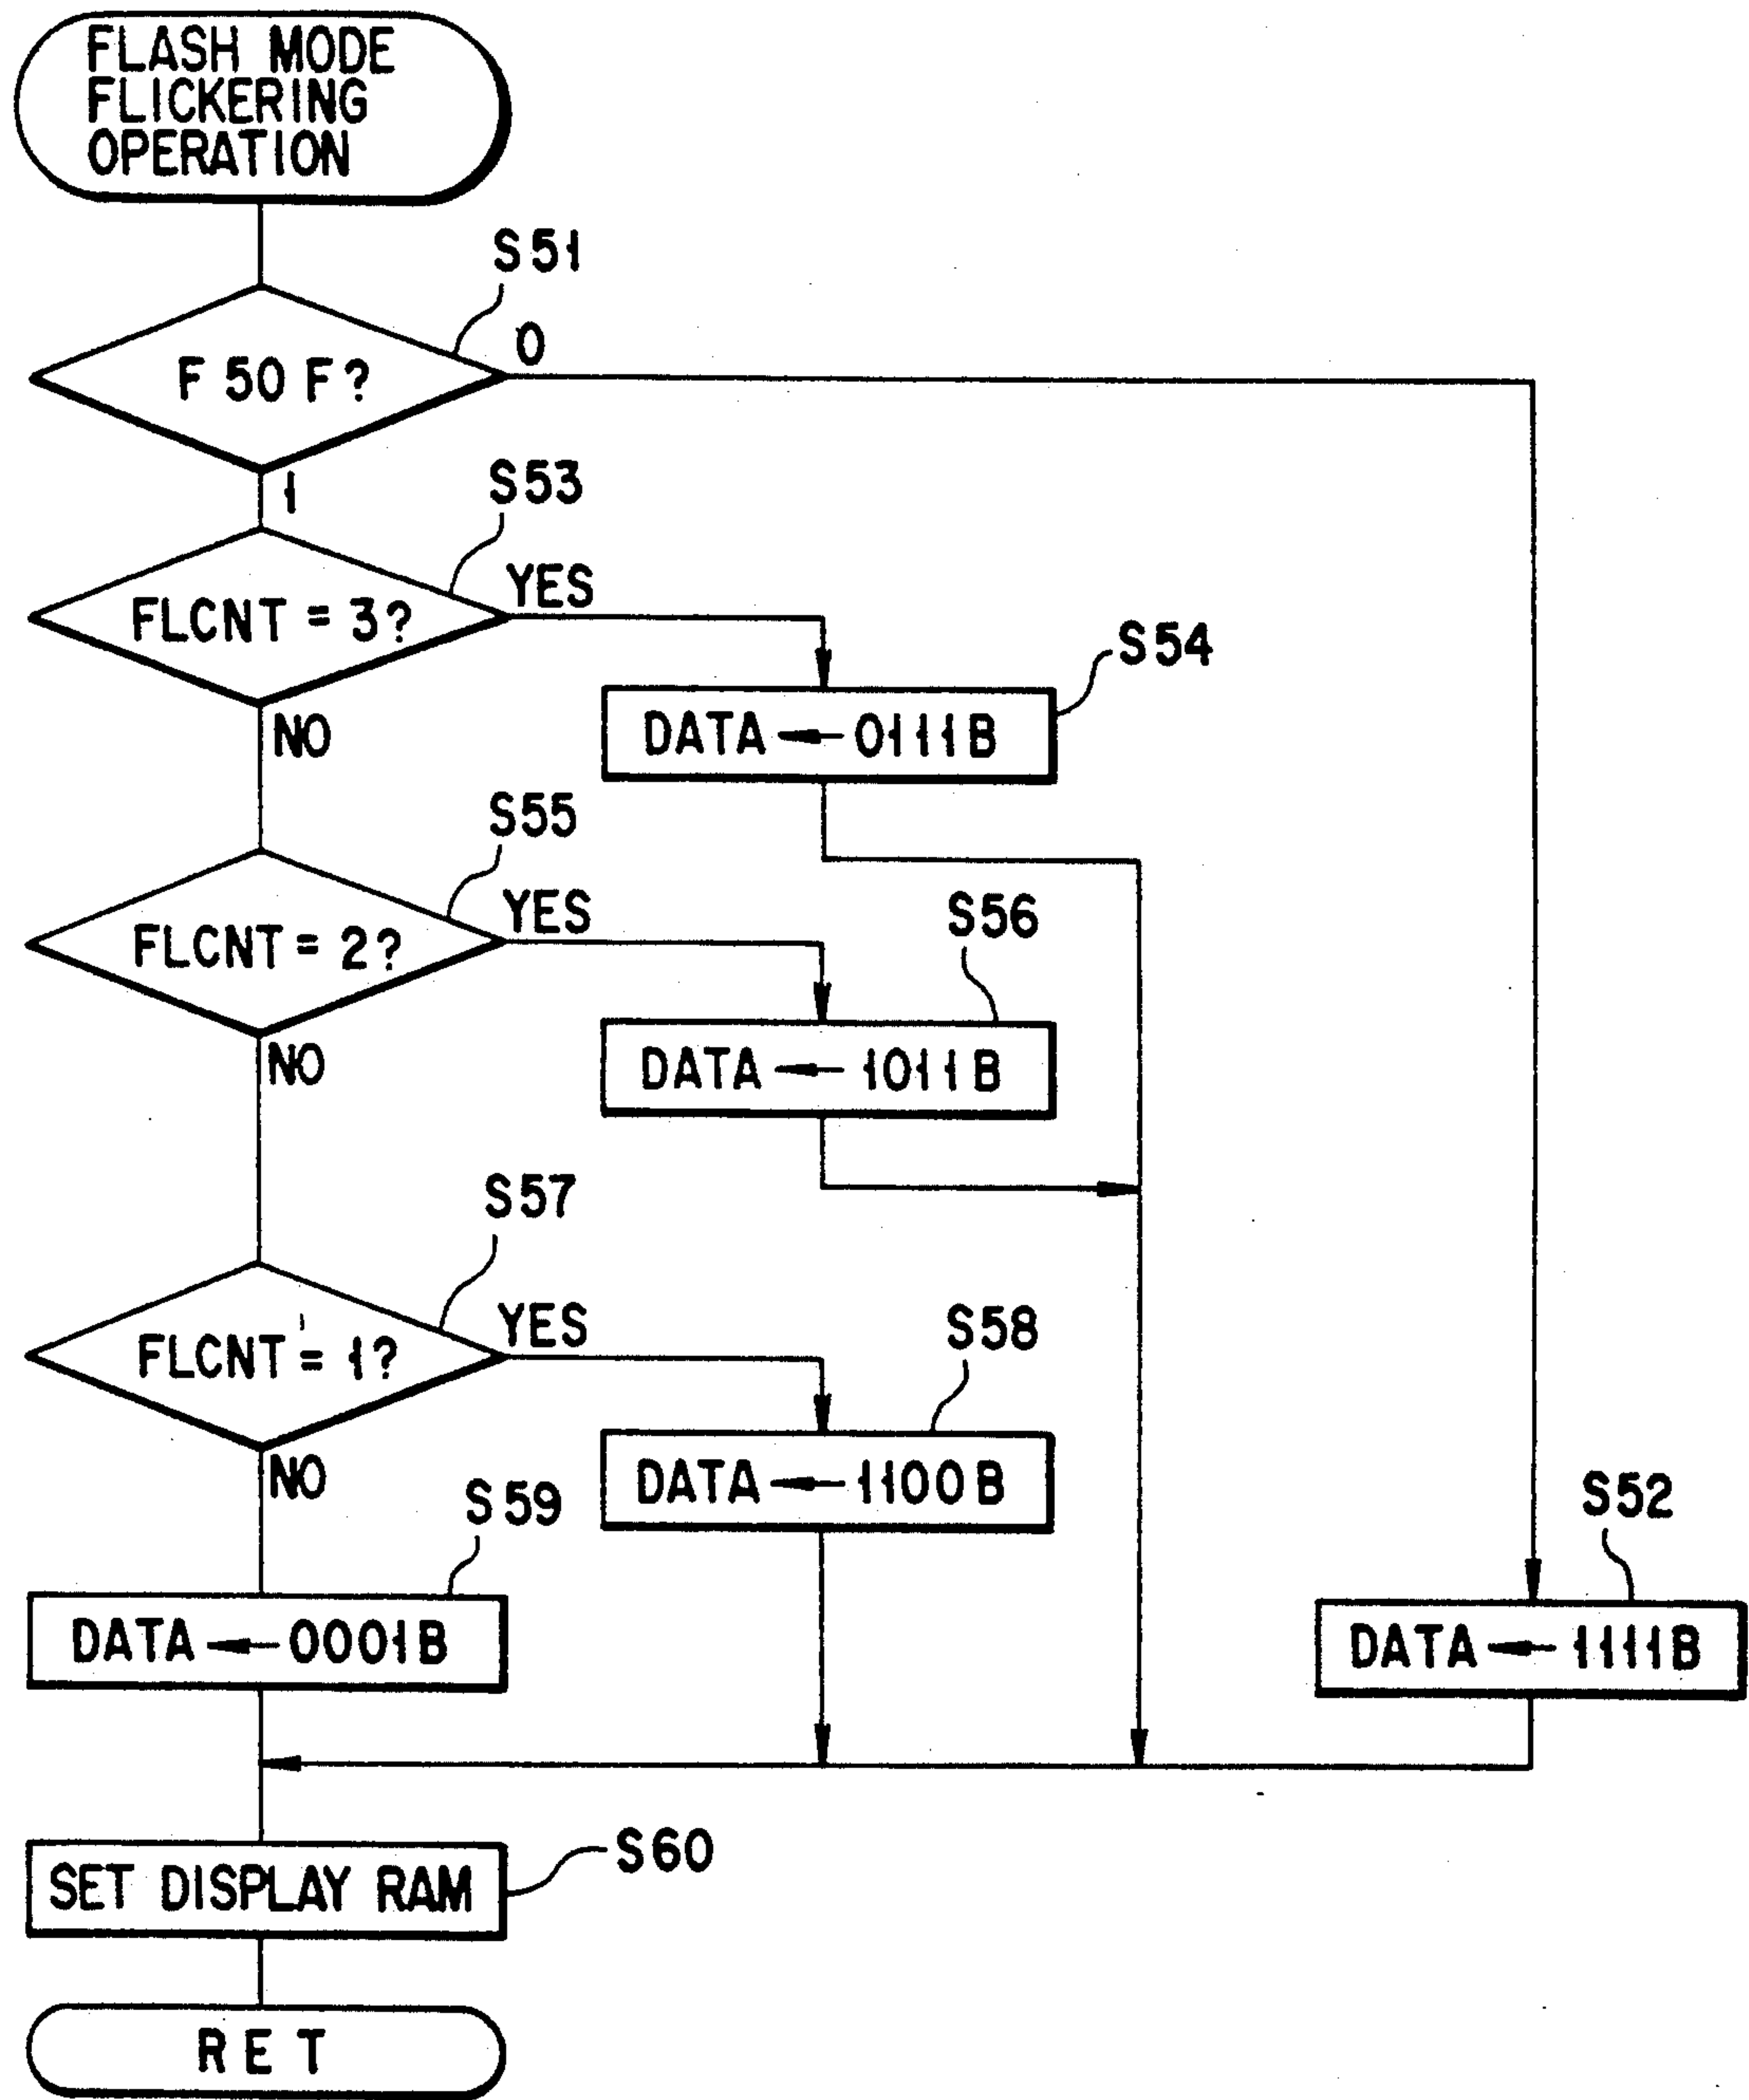 FLASH MODE
FLICKERING
OPERATION
S51
F50F?
0
1
S53
FLCNT = 3?
YES
S54
DATA ← 0111B
NO
S55
FLCNT = 2?
YES
S56
DATA ← 1011B
NO
S57
FLCNT = 1?
YES
S58
DATA ← 1100B
NO
S59
DATA ← 0001B
S52
DATA ← 1111B
SET DISPLAY RAM
S60
RET